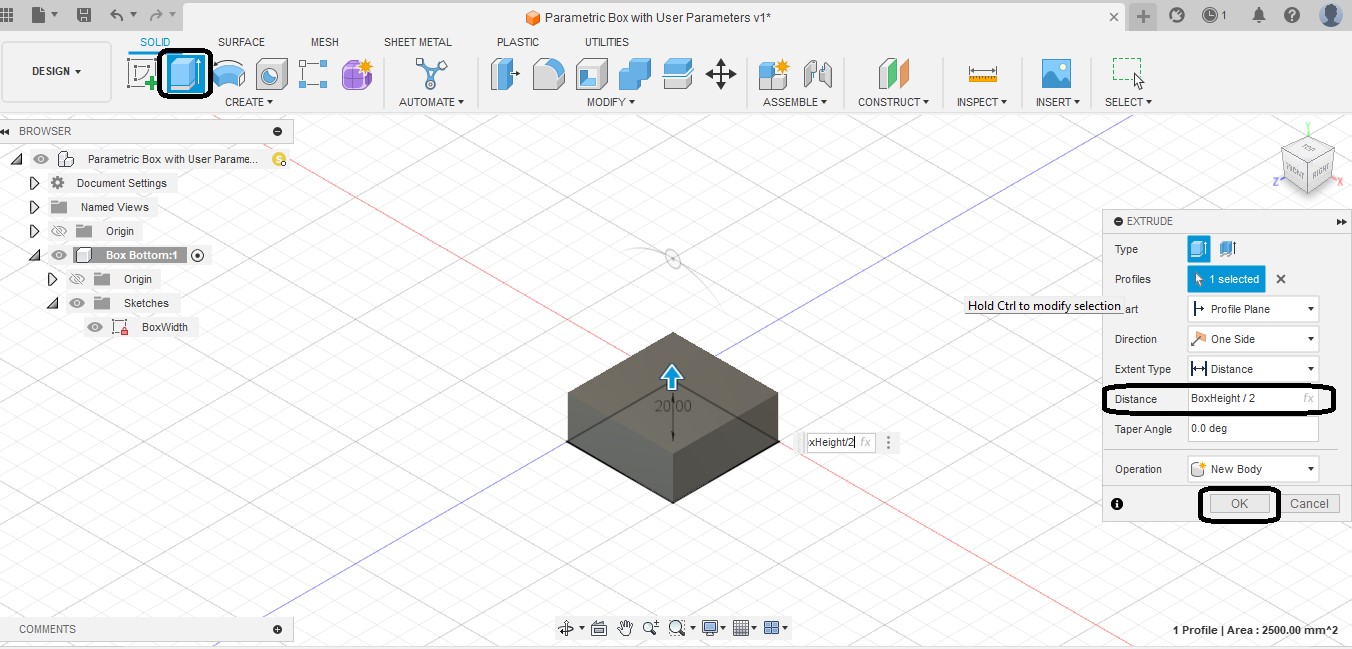 Parametric Box with User Parameters v1*
1
SOLID SURFACE MESH SHEET METAL PLASTIC UTILITIES
DESIGN
CREATE AUTOMATE MODIFY ASSEMBLE CONSTRUCT INSPECT INSERT SELECT
BROWSER
Parametric Box with User Parame...
Document Settings
Named Views
Origin
Box Bottom:1
Origin
Sketches
BoxWidth
Y
TOP
FRONT
RIGHT
Z
X
20.00
xHeight/2 fx
Hold Ctrl to modify selection
EXTRUDE
Type
Profiles 1 selected
art Profile Plane
Direction One Side
Extent Type Distance
Distance BoxHeight / 2 fx
Taper Angle 0.0 deg
Operation New Body
OK Cancel
COMMENTS
1 Profile | Area : 2500.00 mm^2